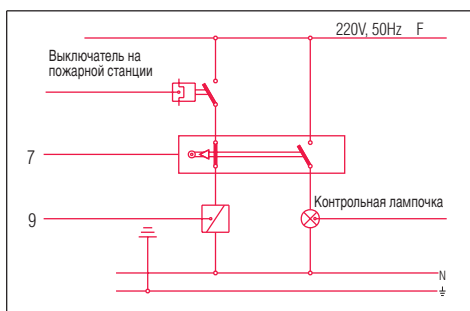 220V, 50Hz F
Выключатель на
пожарной станции
7
Контрольная лампочка
9
N